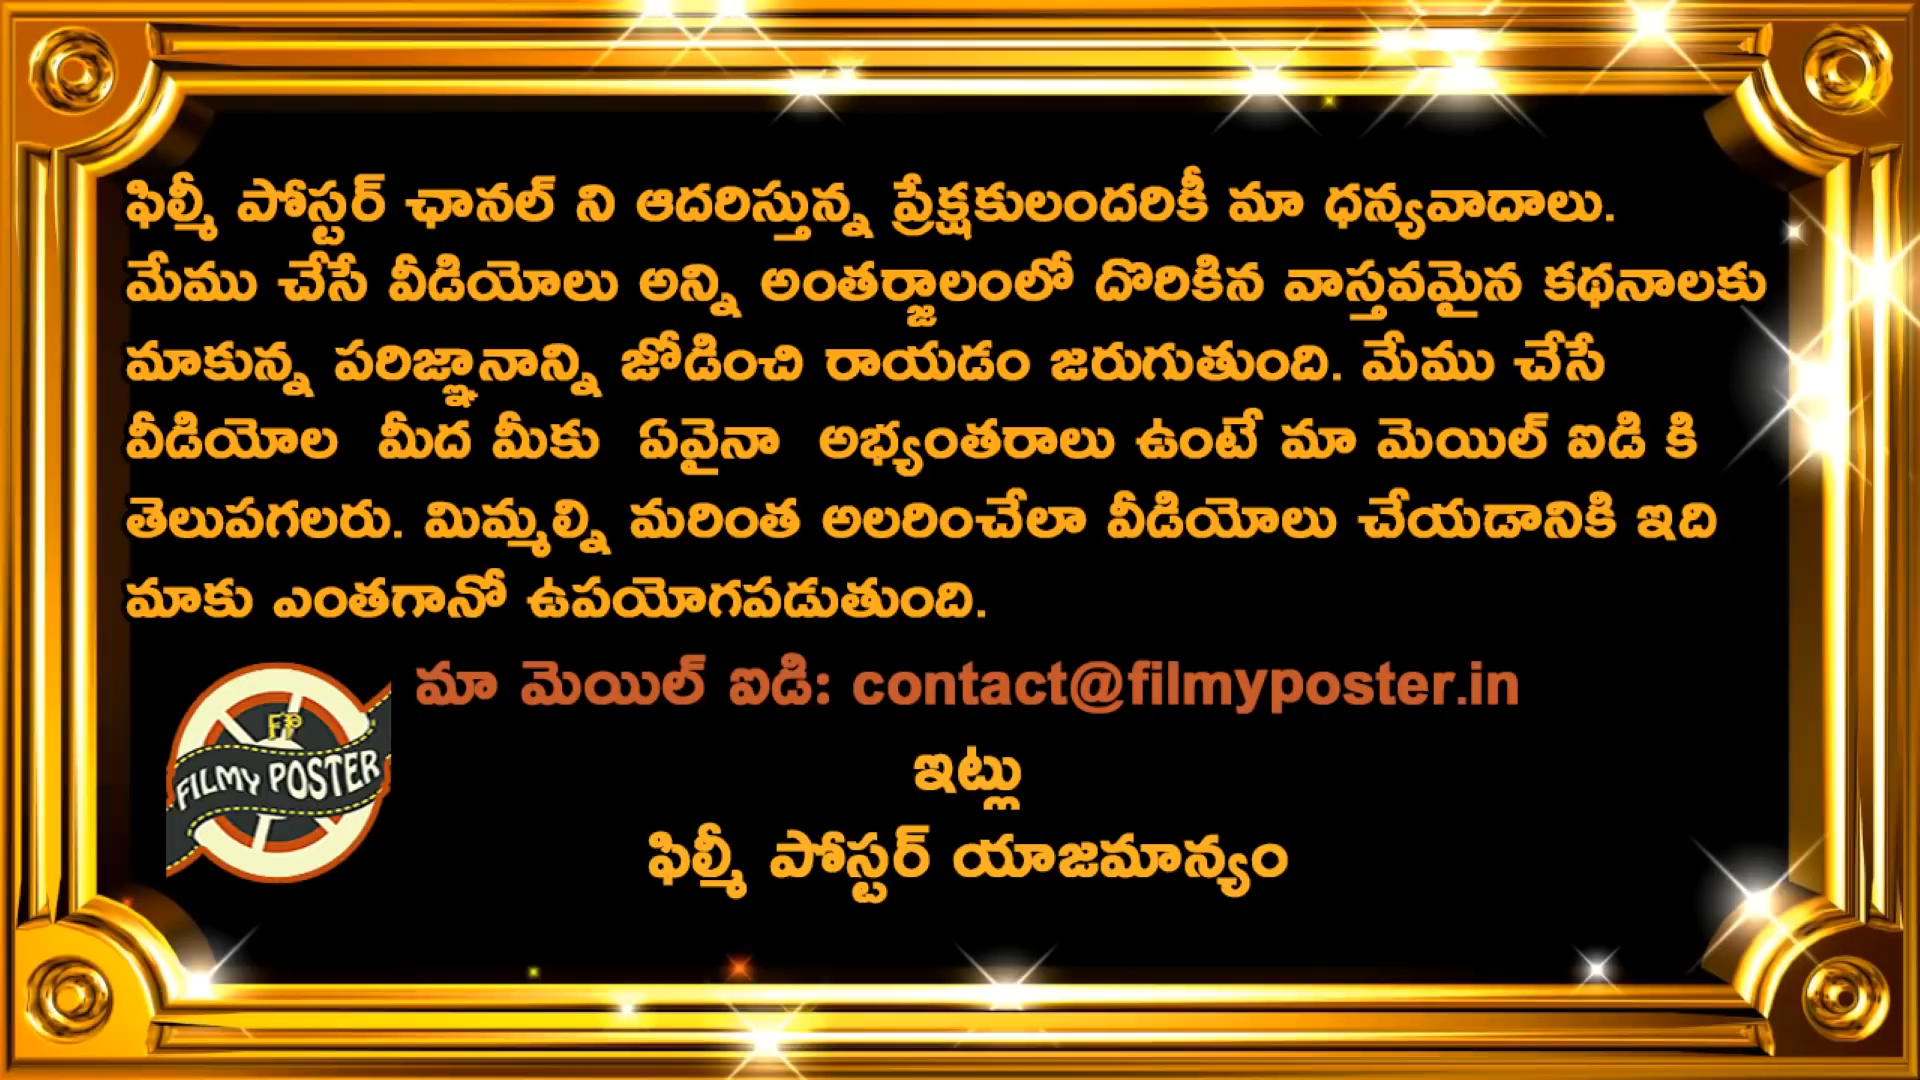 ఫిల్మీ పోస్టర్ ఛానల్ ని ఆదరిస్తున్న ప్రేక్షకులందరికీ మా ధన్యవాదాలు.
మేము చేసే వీడియోలు అన్ని అంతర్జాలంలో దొరికిన వాస్తవమైన కథనాలకు
మాకున్న పరిజ్ఞానాన్ని జోడించి రాయడం జరుగుతుంది. మేము చేసే
వీడియోల మీద మీకు ఏవైనా అభ్యంతరాలు ఉంటే మా మెయిల్ ఐడి కి
తెలుపగలరు. మిమ్మల్ని మరింత అలరించేలా వీడియోలు చేయడానికి ఇది
మాకు ఎంతగానో ఉపయోగపడుతుంది.
మా మెయిల్ ఐడి: contact@filmyposter.in
FP
FILMY POSTER
ఇట్లు
ఫిల్మీ పోస్టర్ యాజమాన్యం